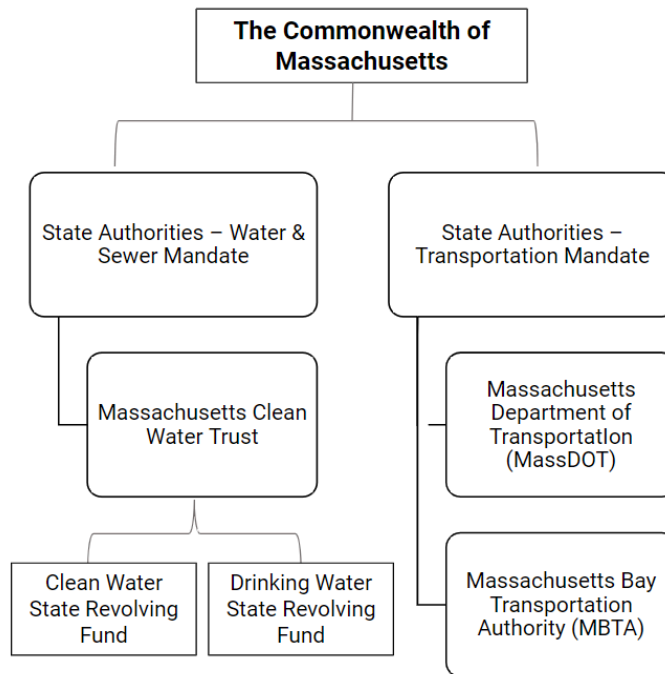 The Commonwealth of
Massachusetts
State Authorities – Water &
Sewer Mandate
State Authorities –
Transportation Mandate
Massachusetts Clean
Water Trust
Massachusetts
Department of
TransportatIon
(MassDOT)
Clean Water
State Revolving
Fund
Drinking Water
State Revolving
Fund
Massachusetts Bay
Transportation
Authority (MBTA)